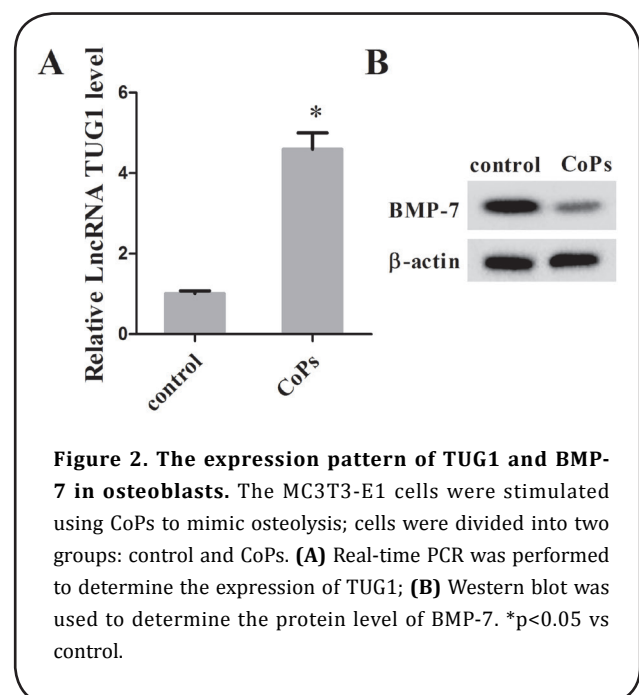 A
B
Relative LncRNA TUG1 level
6
4
2
0
*
control
CoPs
control CoPs
BMP-7
β-actin
Figure 2. The expression pattern of TUG1 and BMP-
7 in osteoblasts. The MC3T3-E1 cells were stimulated
using CoPs to mimic osteolysis; cells were divided into two
groups: control and CoPs. (A) Real-time PCR was performed
to determine the expression of TUG1; (B) Western blot was
used to determine the protein level of BMP-7. *p<0.05 vs
control.